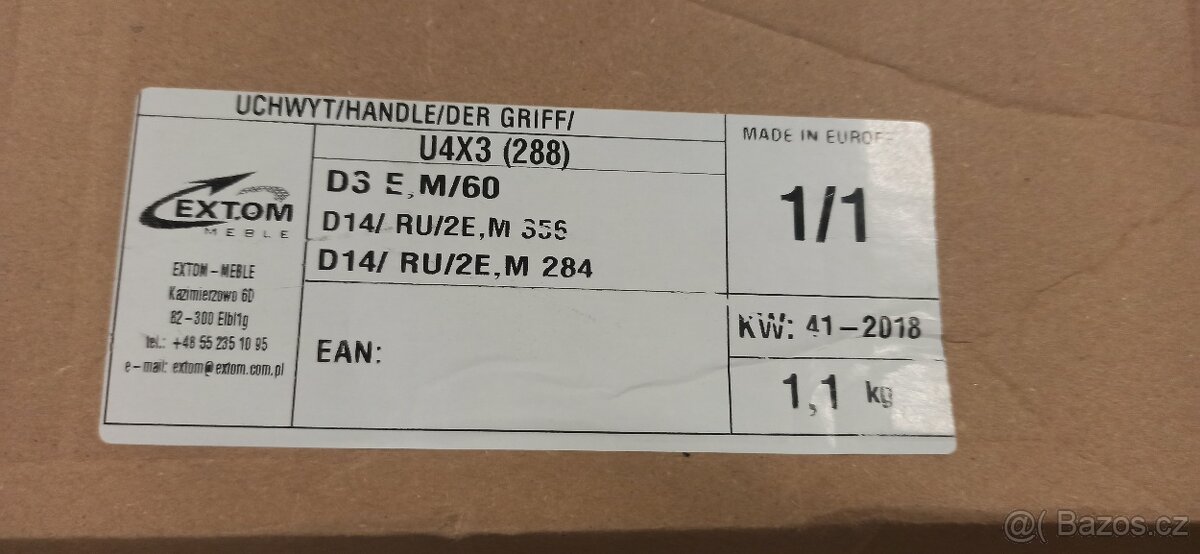 UCHWYT/HANDLE/DER GRIFF/
U4X3 (288)
D3 E,M/60
D14/ RU/2E,M 356
D14/ RU/2E,M 284
EAN:
EXTOM
MEBLE
EXTOM-MEBLE
Kazimierzowo 6D
82-300 Elbl1g
tel.: +48 55 235 10 95
e-mail: extom@extom.com.pl
MADE IN EUROPE
1/1
KW: 41-2018
1,1 kg
@( Bazos.cz